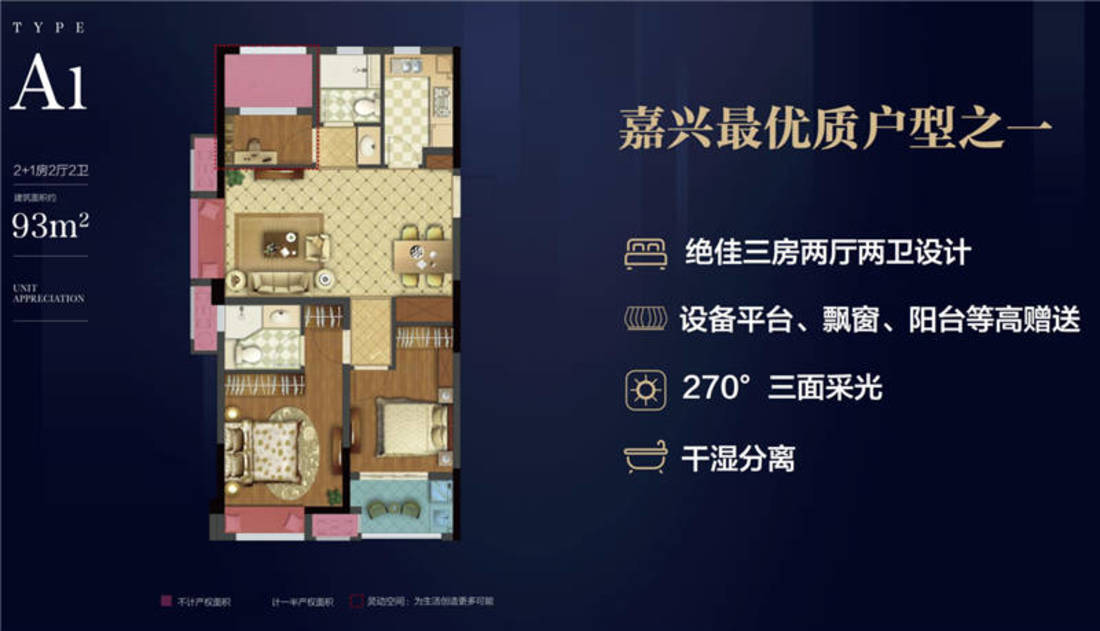 TYPE
A1
2+1房2厅2卫
建筑面积约
93m²
UNIT
APPRECIATION
嘉兴最优质户型之一
绝佳三房两厅两卫设计
设备平台、飘窗、阳台等高赠送
270° 三面采光
干湿分离
不计产权面积
计一半产权面积
灵动空间：为生活创造更多可能